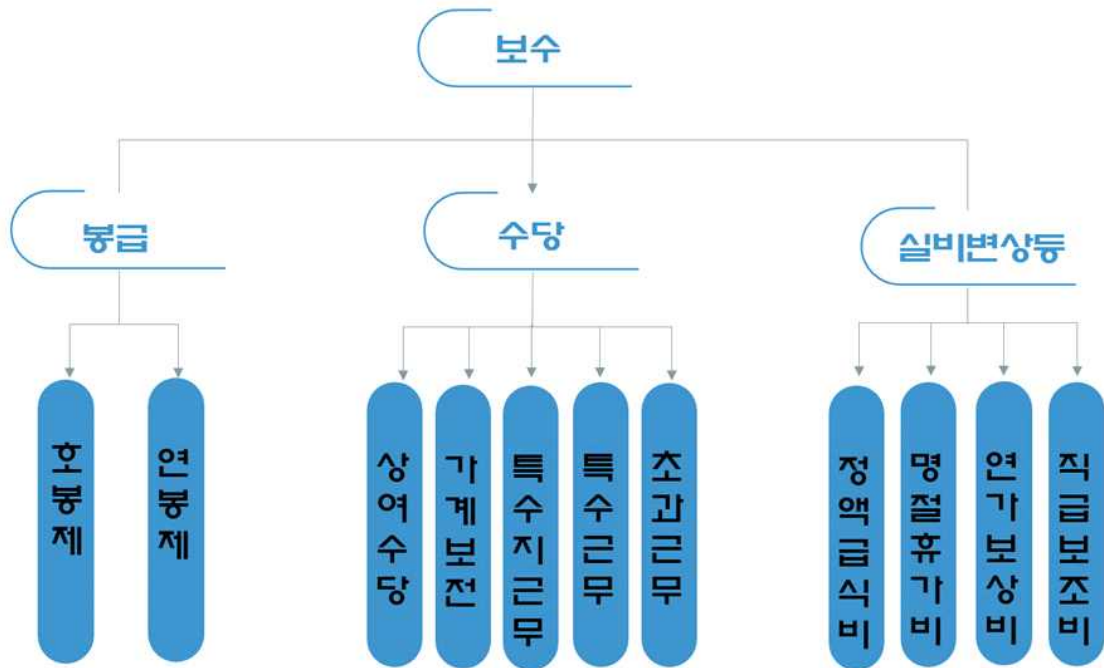 보수
봉급
수당
실비변상등
호봉제
연봉제
상여수당
가계보전
특수지근무
특수근무
초과근무
정액급식비
명절휴가비
연가보상비
직급보조비